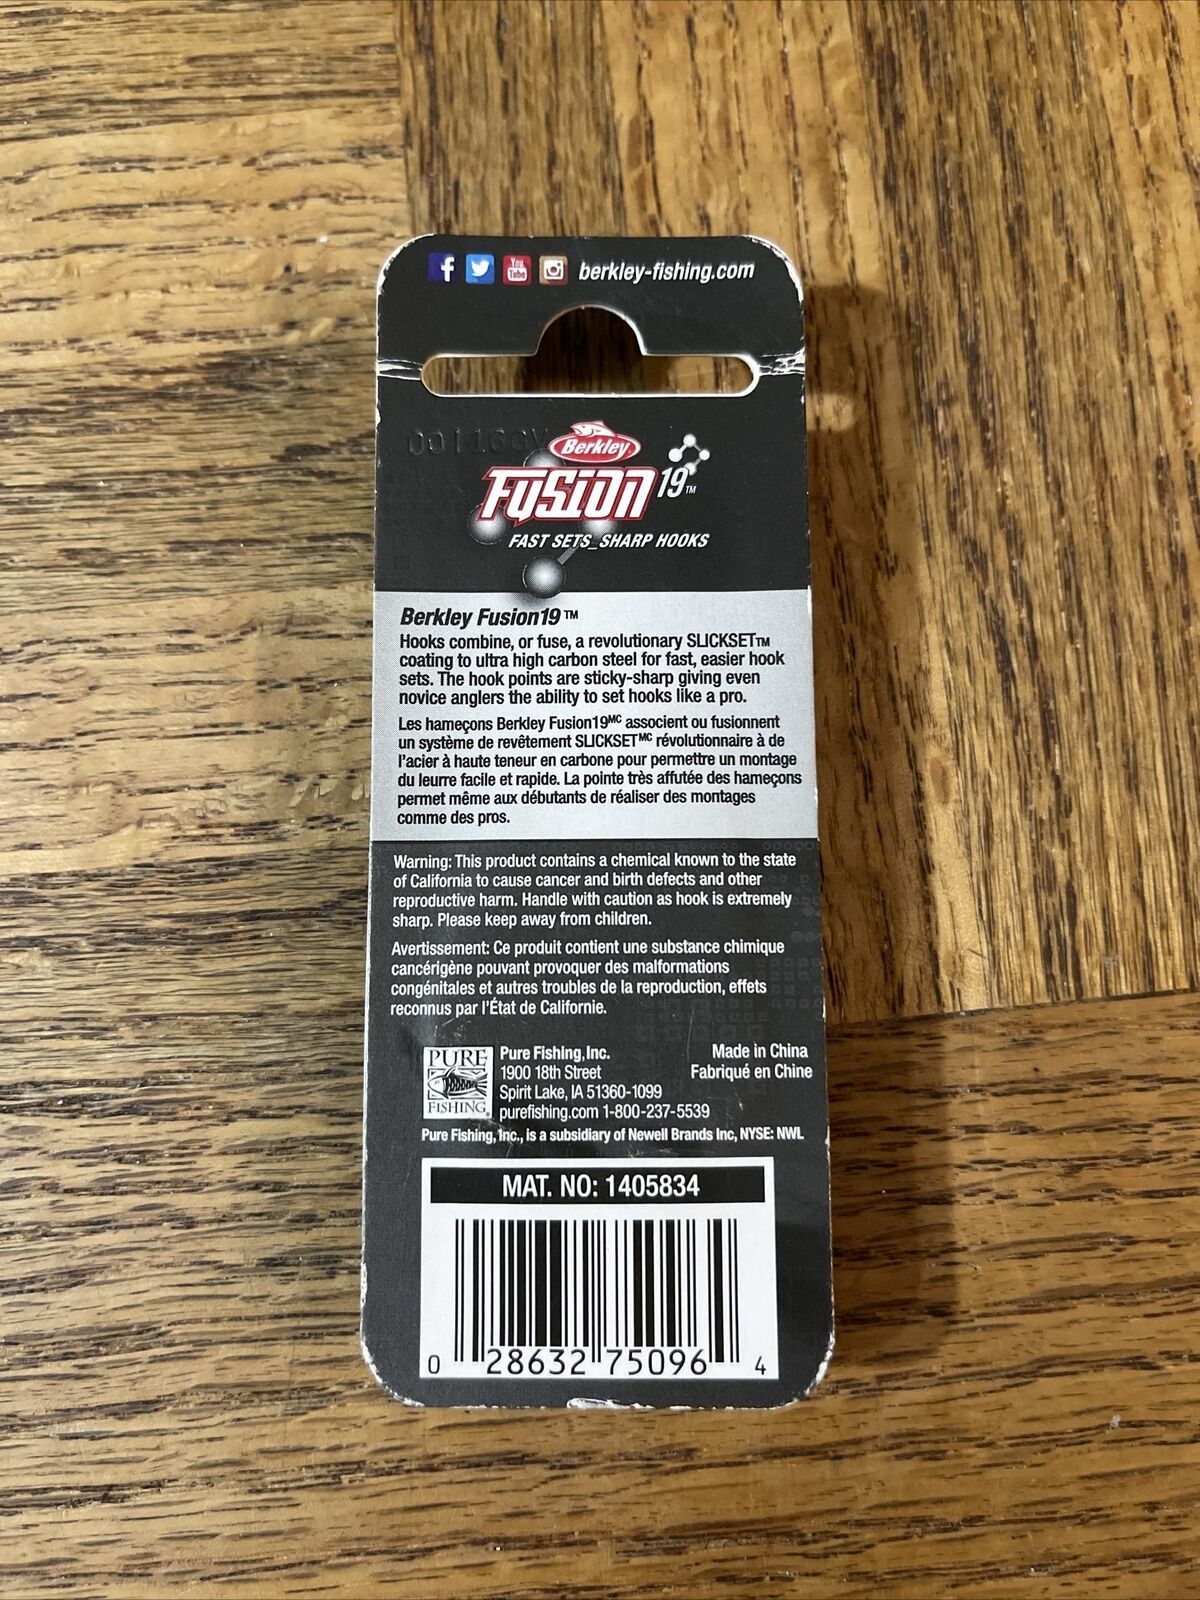 You
Tube
berkley-fishing.com
Berkley
FUSION 19™
FAST SETS_SHARP HOOKS
Berkley Fusion19™
Hooks combine, or fuse, a revolutionary SLICKSET™
coating to ultra high carbon steel for fast, easier hook
sets. The hook points are sticky-sharp giving even
novice anglers the ability to set hooks like a pro.
Les hameçons Berkley Fusion19ᴹᶜ associent ou fusionnent
un système de revêtement SLICKSETᴹᶜ révolutionnaire à de
l'acier à haute teneur en carbone pour permettre un montage
du leurre facile et rapide. La pointe très affutée des hameçons
permet même aux débutants de réaliser des montages
comme des pros.
Warning: This product contains a chemical known to the state
of California to cause cancer and birth defects and other
reproductive harm. Handle with caution as hook is extremely
sharp. Please keep away from children.
Avertissement: Ce produit contient une substance chimique
cancérigène pouvant provoquer des malformations
congénitales et autres troubles de la reproduction, effets
reconnus par l'État de Californie.
PURE
FISHING
Pure Fishing, Inc.
1900 18th Street
Spirit Lake, IA 51360-1099
purefishing.com 1-800-237-5539
Made in China
Fabriqué en Chine
Pure Fishing, Inc., is a subsidiary of Newell Brands Inc, NYSE: NWL
MAT. NO: 1405834
0 28632 75096 4